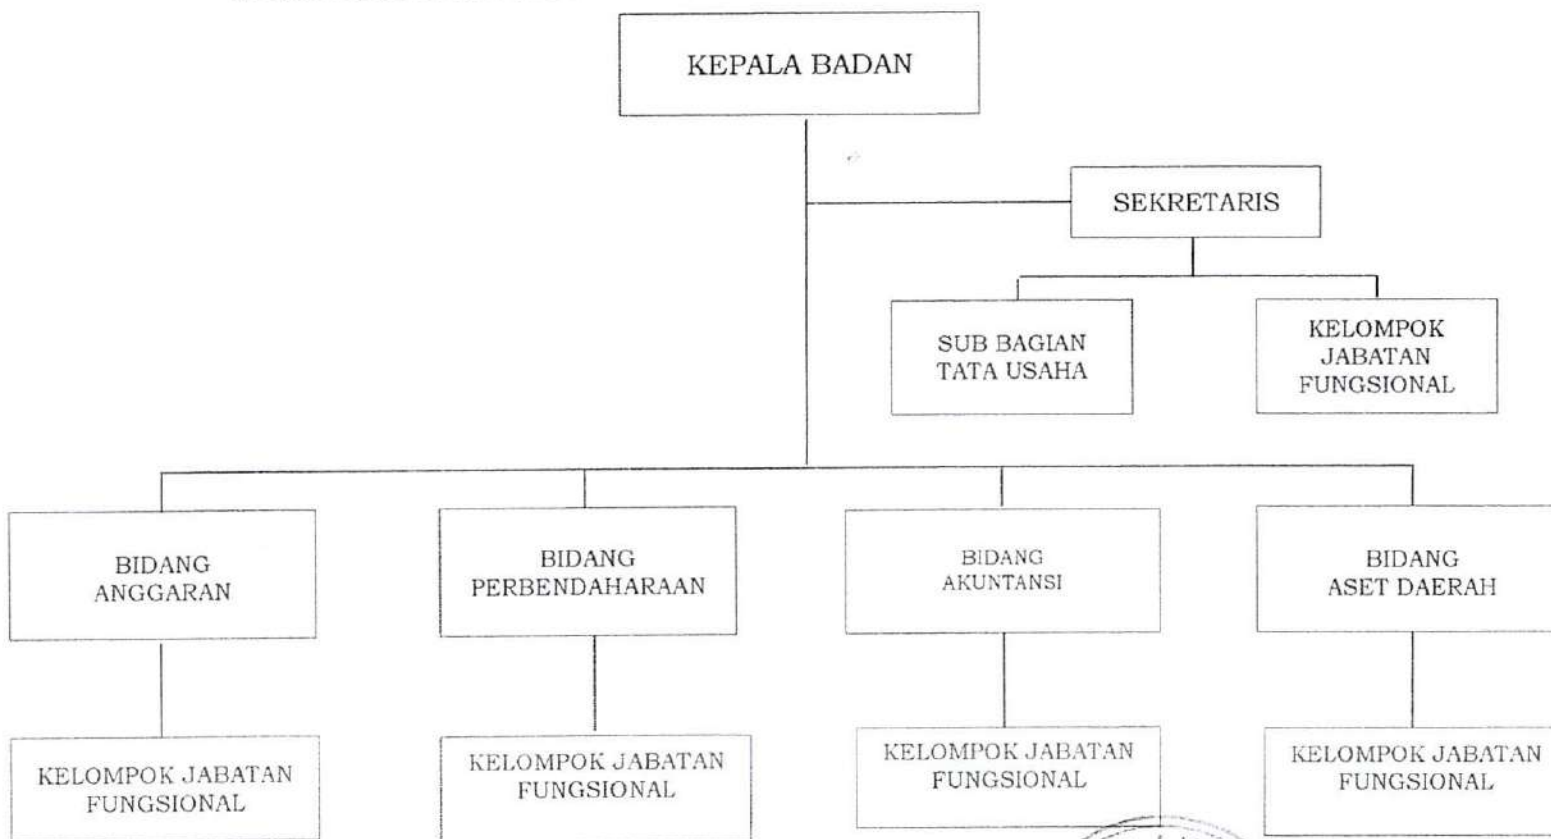 KEPALA BADAN
SEKRETARIS
SUB BAGIAN
TATA USAHA
KELOMPOK
JABATAN
FUNGSIONAL
BIDANG
ANGGARAN
BIDANG
PERBENDAHARAAN
BIDANG
AKUNTANSI
BIDANG
ASET DAERAH
KELOMPOK JABATAN
FUNGSIONAL
KELOMPOK JABATAN
FUNGSIONAL
KELOMPOK JABATAN
FUNGSIONAL
KELOMPOK JABATAN
FUNGSIONAL